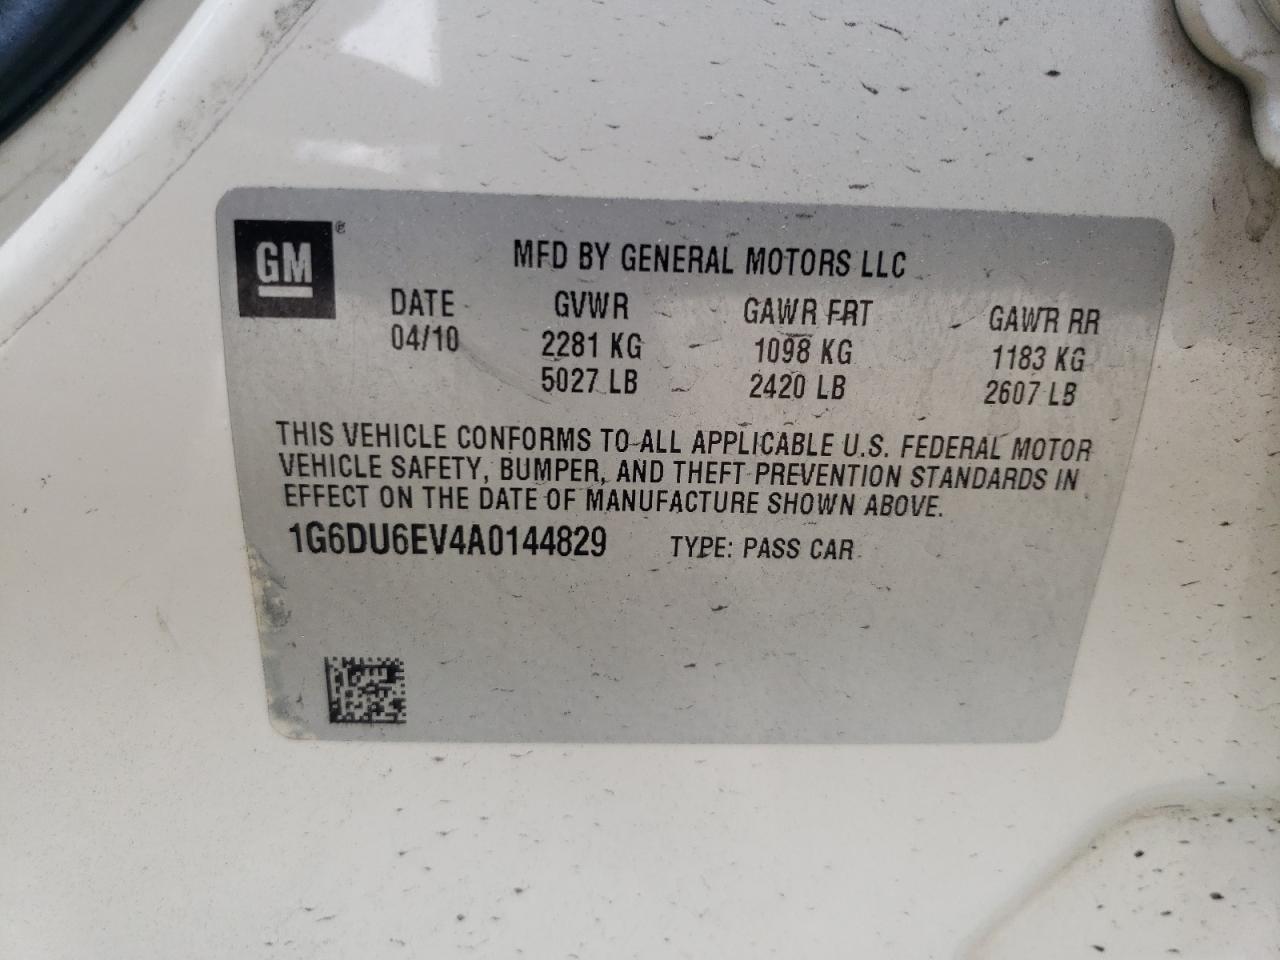 GM®
MFD BY GENERAL MOTORS LLC
DATE GVWR GAWR FRT GAWR RR
04/10 2281 KG 1098 KG 1183 KG
5027 LB 2420 LB 2607 LB
THIS VEHICLE CONFORMS TO ALL APPLICABLE U.S. FEDERAL MOTOR
VEHICLE SAFETY, BUMPER, AND THEFT PREVENTION STANDARDS IN
EFFECT ON THE DATE OF MANUFACTURE SHOWN ABOVE.
1G6DU6EV4A0144829 TYPE: PASS CAR